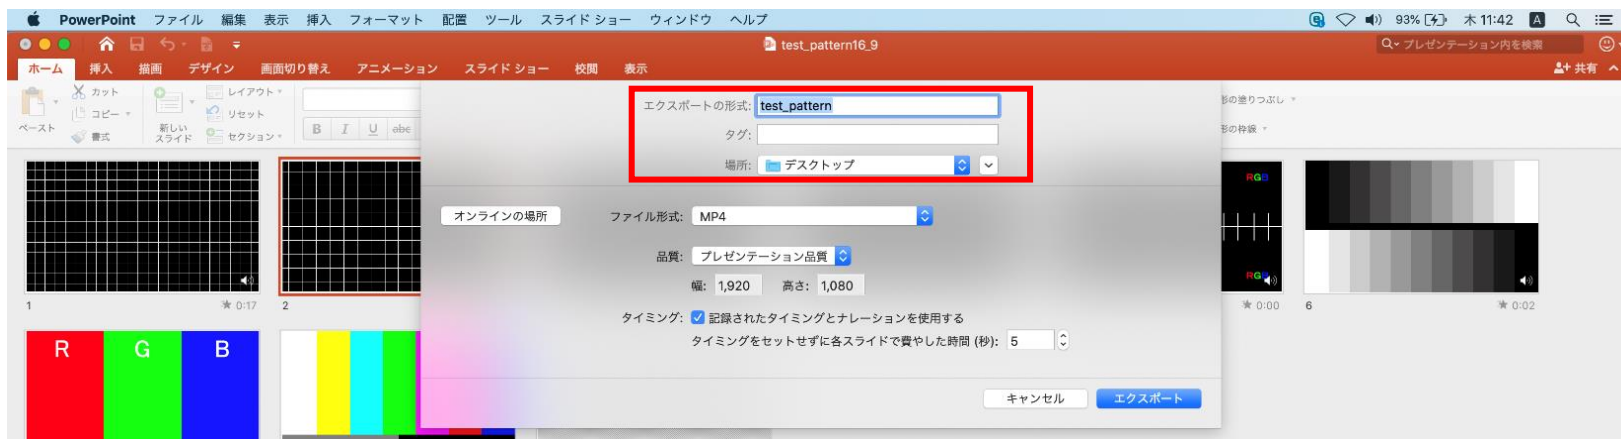 PowerPoint ファイル 編集 表示 挿入 フォーマット 配置 ツール スライド ショー ウィンドウ ヘルプ 93% 木 11:42 A
test_pattern16_9 プレゼンテーション内を検索
ホーム 挿入 描画 デザイン 画面切り替え アニメーション スライド ショー 校閲 表示 共有
ペースト カット コピー 書式
新しいスライド レイアウト リセット セクション
B I U abc
形の塗りつぶし
形の枠線
エクスポートの形式: test_pattern
タグ:
場所: デスクトップ
オンラインの場所 ファイル形式: MP4
品質: プレゼンテーション品質
幅: 1,920 高さ: 1,080
タイミング: 記録されたタイミングとナレーションを使用する
タイミングをセットせずに各スライドで費やした時間 (秒): 5
キャンセル エクスポート
RGB
RGB
1 0:17 2 0:00 6 0:02
R G B